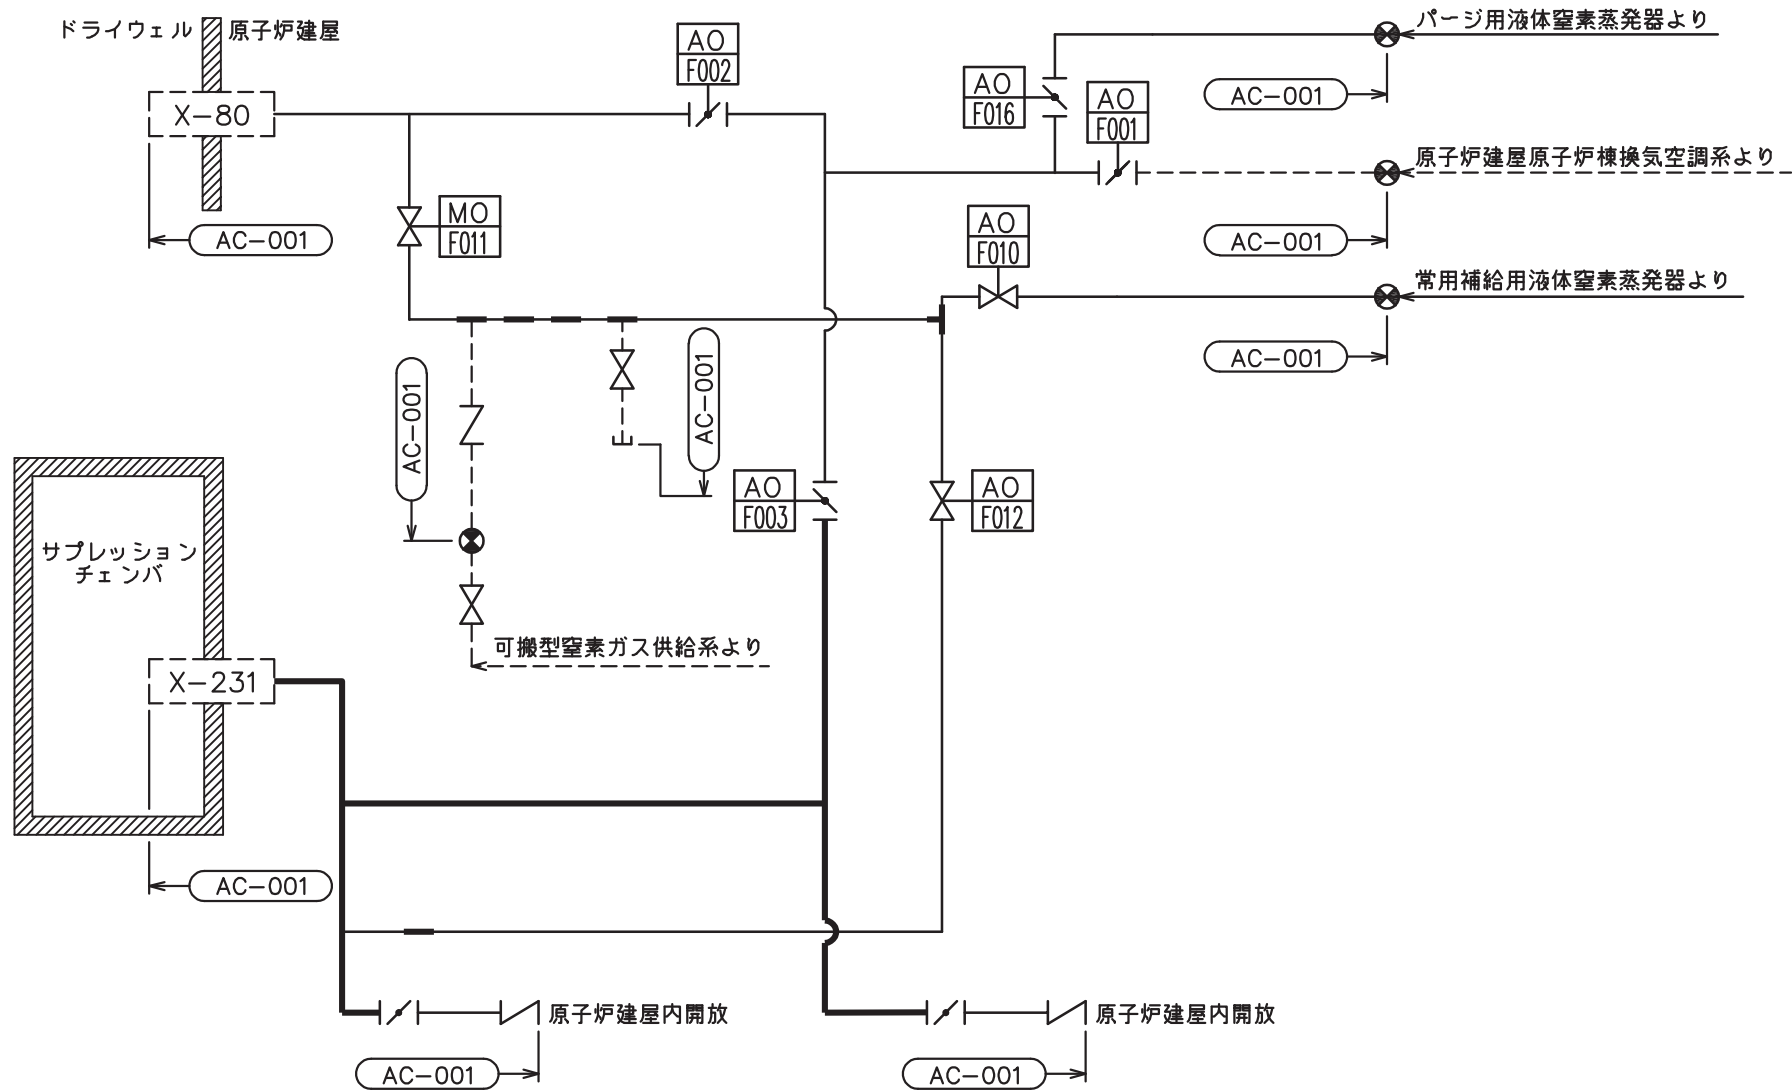 ドライウェル
原子炉建屋
X-80
AC-001
AO
F002
AO
F016
AO
F001
パージ用液体窒素蒸発器より
AC-001
原子炉建屋原子炉棟換気空調系より
AC-001
MO
F011
AO
F010
常用補給用液体窒素蒸発器より
AC-001
AC-001
AC-001
AO
F003
AO
F012
サプレッション
チェンバ
可搬型窒素ガス供給系より
X-231
AC-001
原子炉建屋内開放
AC-001
原子炉建屋内開放
AC-001